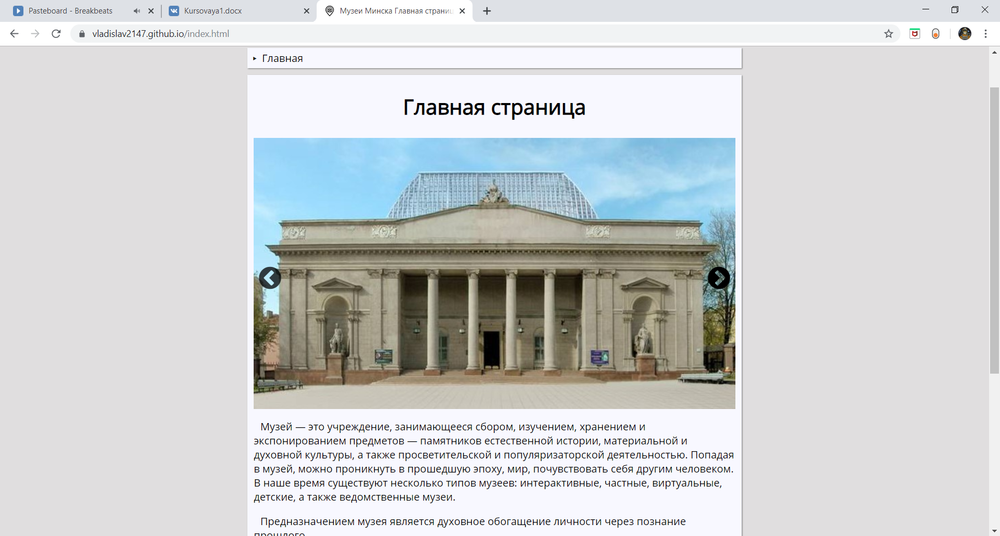 Pasteboard - Breakbeats
Kursovaya1.docx
Музеи Минска Главная страниц
vladislav2147.github.io/index.html
Главная
Главная страница
Музей — это учреждение, занимающееся сбором, изучением, хранением и
экспонированием предметов — памятников естественной истории, материальной и
духовной культуры, а также просветительской и популяризаторской деятельностью. Попадая
в музей, можно проникнуть в прошедшую эпоху, мир, почувствовать себя другим человеком.
В наше время существуют несколько типов музеев: интерактивные, частные, виртуальные,
детские, а также ведомственные музеи.
Предназначением музея является духовное обогащение личности через познание
прошлого